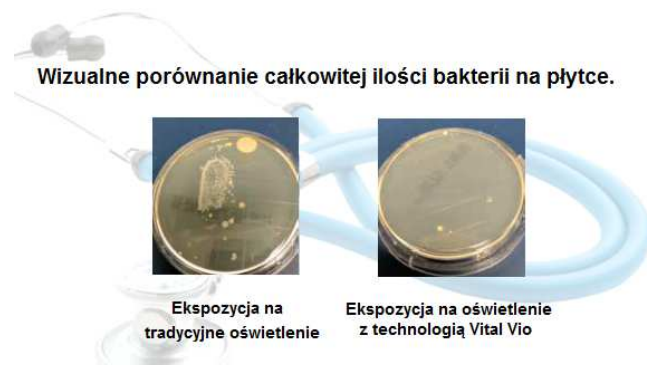 Wizualne porównanie całkowitej ilości bakterii na płytce.
Ekspozycja na
tradycyjne oświetlenie
Ekspozycja na oświetlenie
z technologią Vital Vio